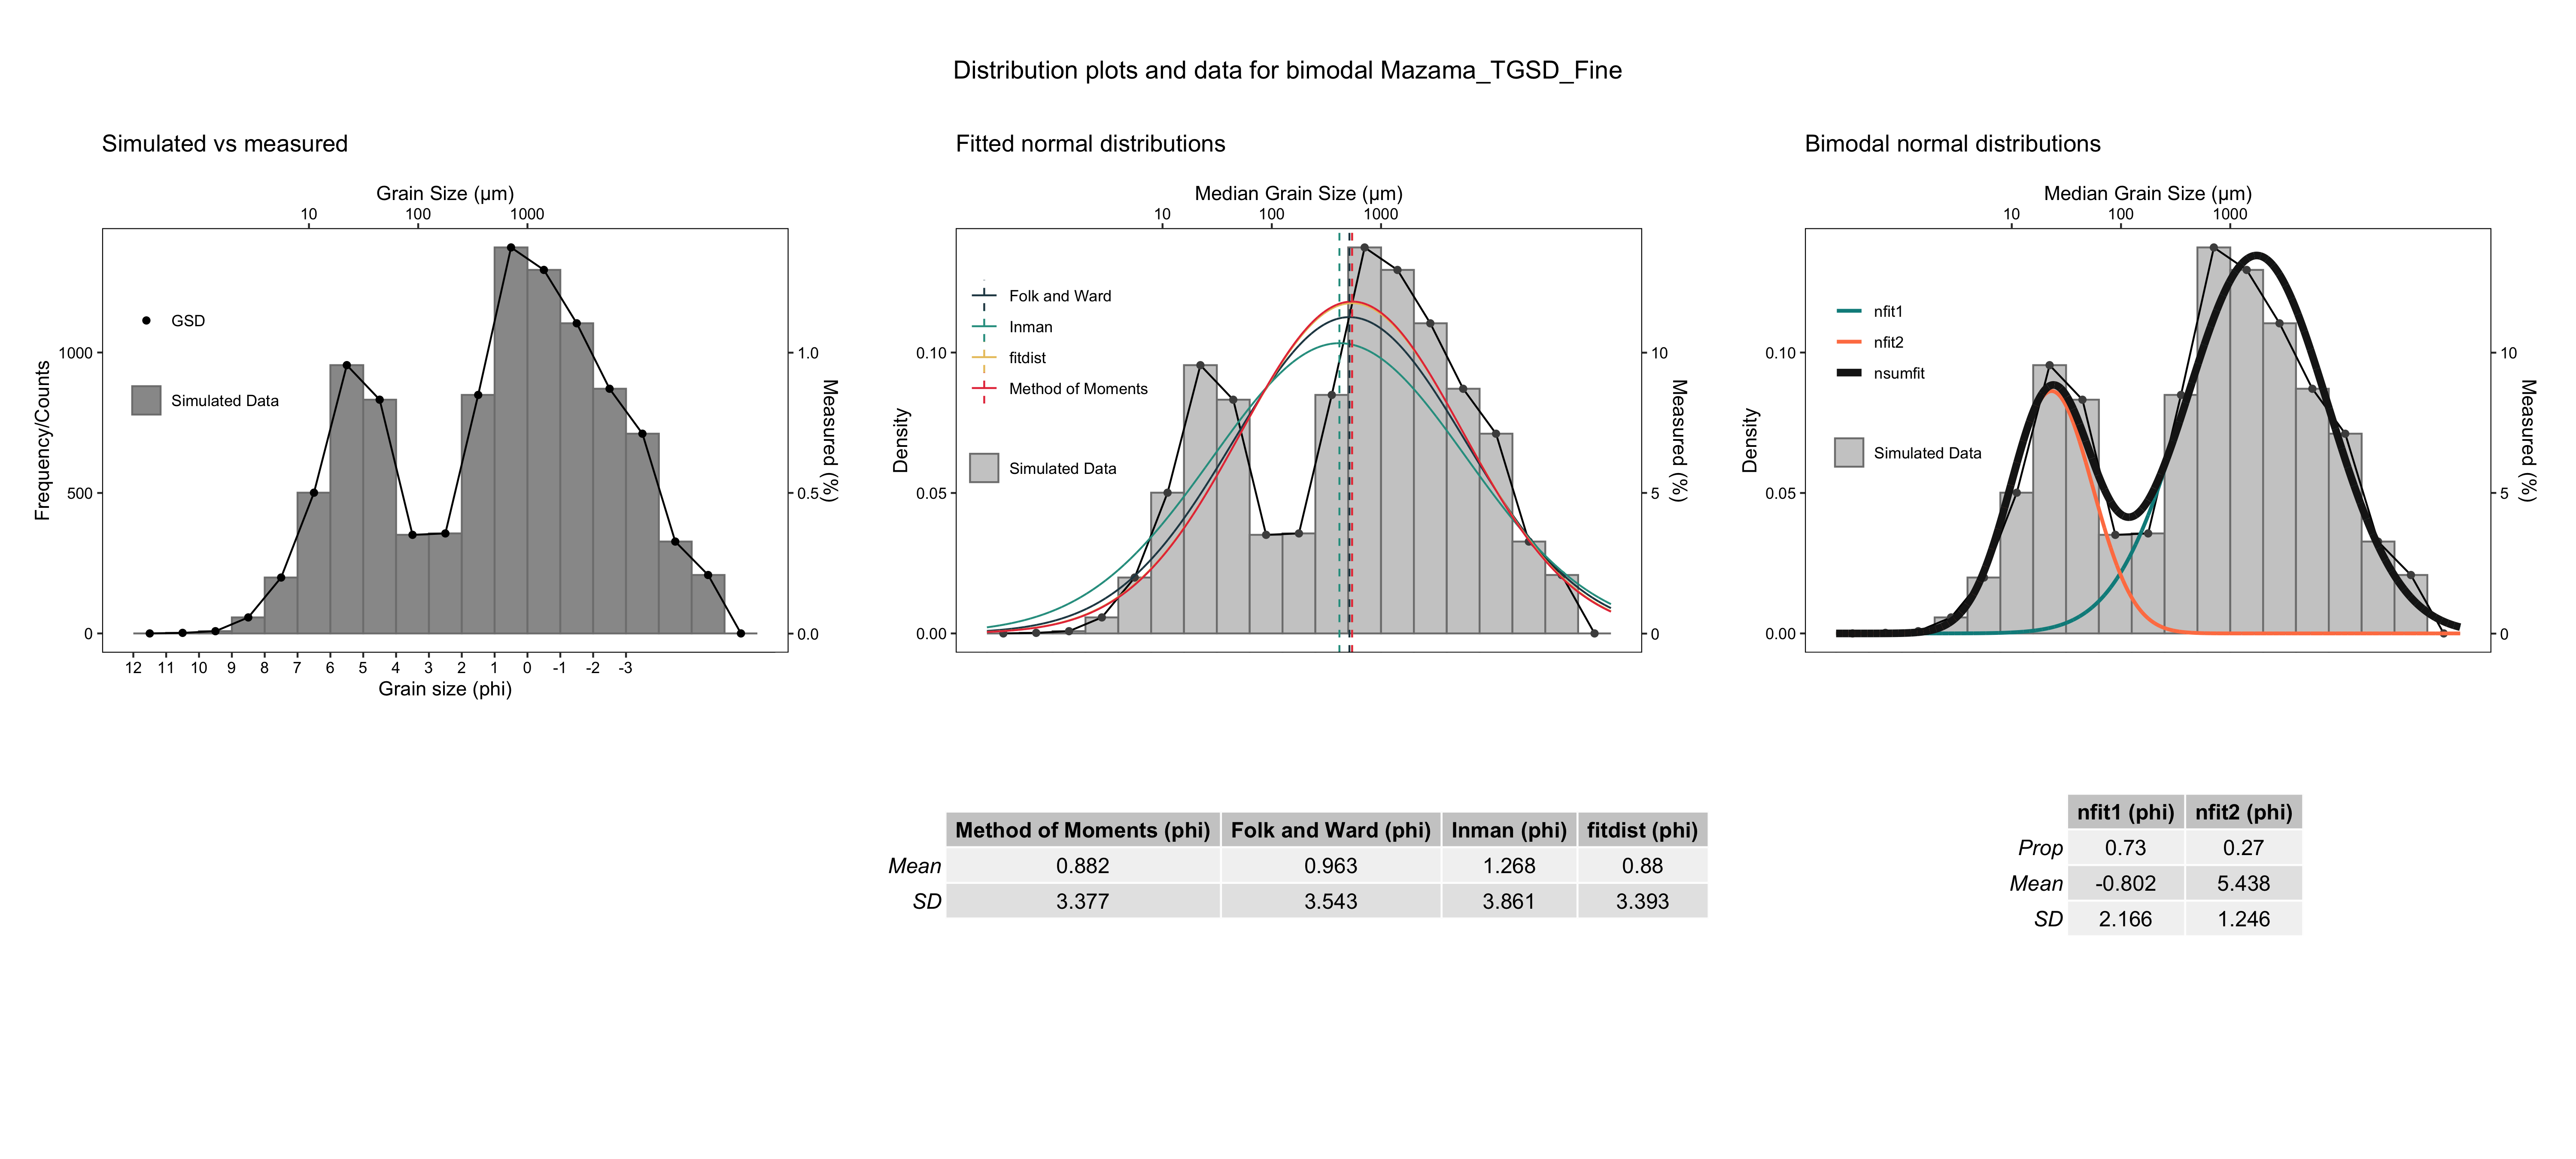 Distribution plots and data for bimodal Mazama_TGSD_Fine
Simulated vs measured
Grain Size (μm)
10 100 1000
GSD
Simulated Data
Frequency/Counts
1000
500
0
Measured (%)
1.0
0.5
0.0
12 11 10 9 8 7 6 5 4 3 2 1 0 -1 -2 -3
Grain size (phi)
Fitted normal distributions
Median Grain Size (μm)
10 100 1000
Folk and Ward
Inman
fitdist
Method of Moments
Simulated Data
Density
0.10
0.05
0.00
Measured (%)
10
5
0
Bimodal normal distributions
Median Grain Size (μm)
10 100 1000
nfit1
nfit2
nsumfit
Simulated Data
Density
0.10
0.05
0.00
Measured (%)
10
5
0
Method of Moments (phi) Folk and Ward (phi) Inman (phi) fitdist (phi)
Mean 0.882 0.963 1.268 0.88
SD 3.377 3.543 3.861 3.393
nfit1 (phi) nfit2 (phi)
Prop 0.73 0.27
Mean -0.802 5.438
SD 2.166 1.246